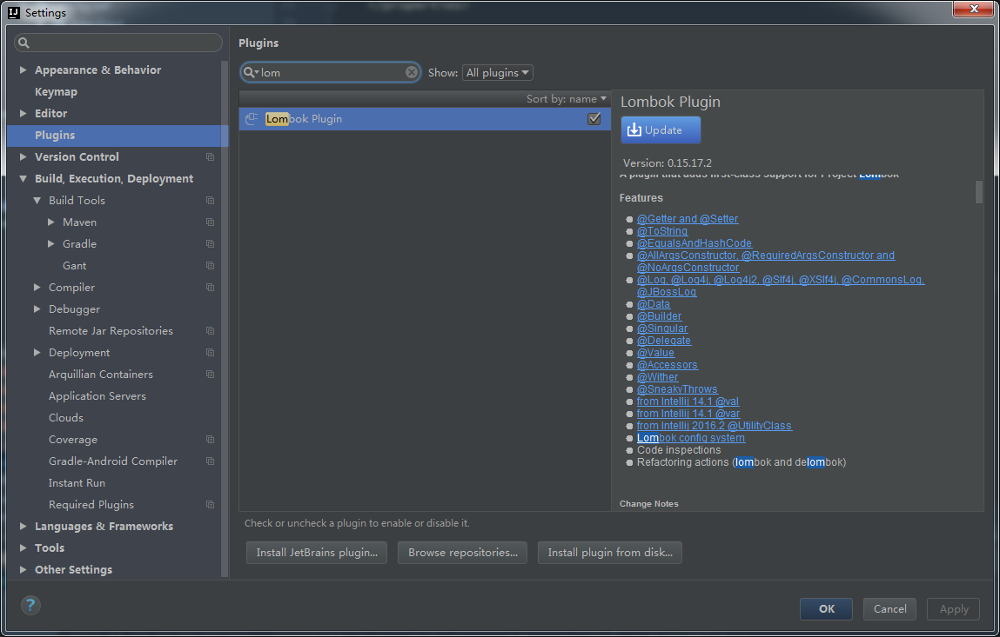 Settings
Plugins
lom
Show: All plugins
Appearance & Behavior
Keymap
Editor
Plugins
Version Control
Build, Execution, Deployment
Build Tools
Maven
Gradle
Gant
Compiler
Debugger
Remote Jar Repositories
Deployment
Arquillian Containers
Application Servers
Clouds
Coverage
Gradle-Android Compiler
Instant Run
Required Plugins
Languages & Frameworks
Tools
Other Settings
Sort by: name
Lombok Plugin
Lombok Plugin
Update
Version: 0.15.17.2
A plugin that adds first-class support for Project Lombok
Features
@Getter and @Setter
@ToString
@EqualsAndHashCode
@AllArgsConstructor, @RequiredArgsConstructor and
@NoArgsConstructor
@Log, @Log4j, @Log4j2, @Slf4j, @XSlf4j, @CommonsLog,
@JBossLog
@Data
@Builder
@Singular
@Delegate
@Value
@Accessors
@Wither
@SneakyThrows
from Intellij 14.1 @val
from Intellij 14.1 @var
from Intellij 2016.2 @UtilityClass
Lombok config system
Code inspections
Refactoring actions (lombok and delombok)
Change Notes
Check or uncheck a plugin to enable or disable it.
Install JetBrains plugin...
Browse repositories...
Install plugin from disk...
?
OK
Cancel
Apply